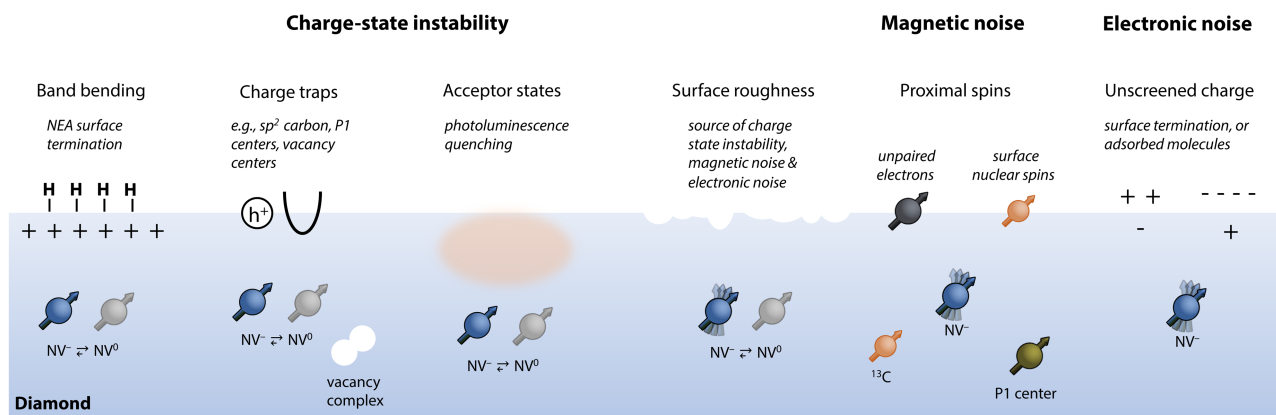 Charge-state instability
Magnetic noise
Electronic noise
Band bending
NEA surface
termination
H H H H
+ + + + + +
NV⁻ ⇄ NV⁰
Charge traps
e.g., sp² carbon, P1
centers, vacancy
centers
h⁺
NV⁻ ⇄ NV⁰
vacancy
complex
Acceptor states
photoluminescence
quenching
NV⁻ ⇄ NV⁰
Surface roughness
source of charge
state instability,
magnetic noise &
electronic noise
NV⁻ ⇄ NV⁰
Proximal spins
unpaired
electrons
surface
nuclear spins
NV⁻
¹³C
P1 center
Unscreened charge
surface termination, or
adsorbed molecules
+ +
- - - -
-
+
NV⁻
Diamond